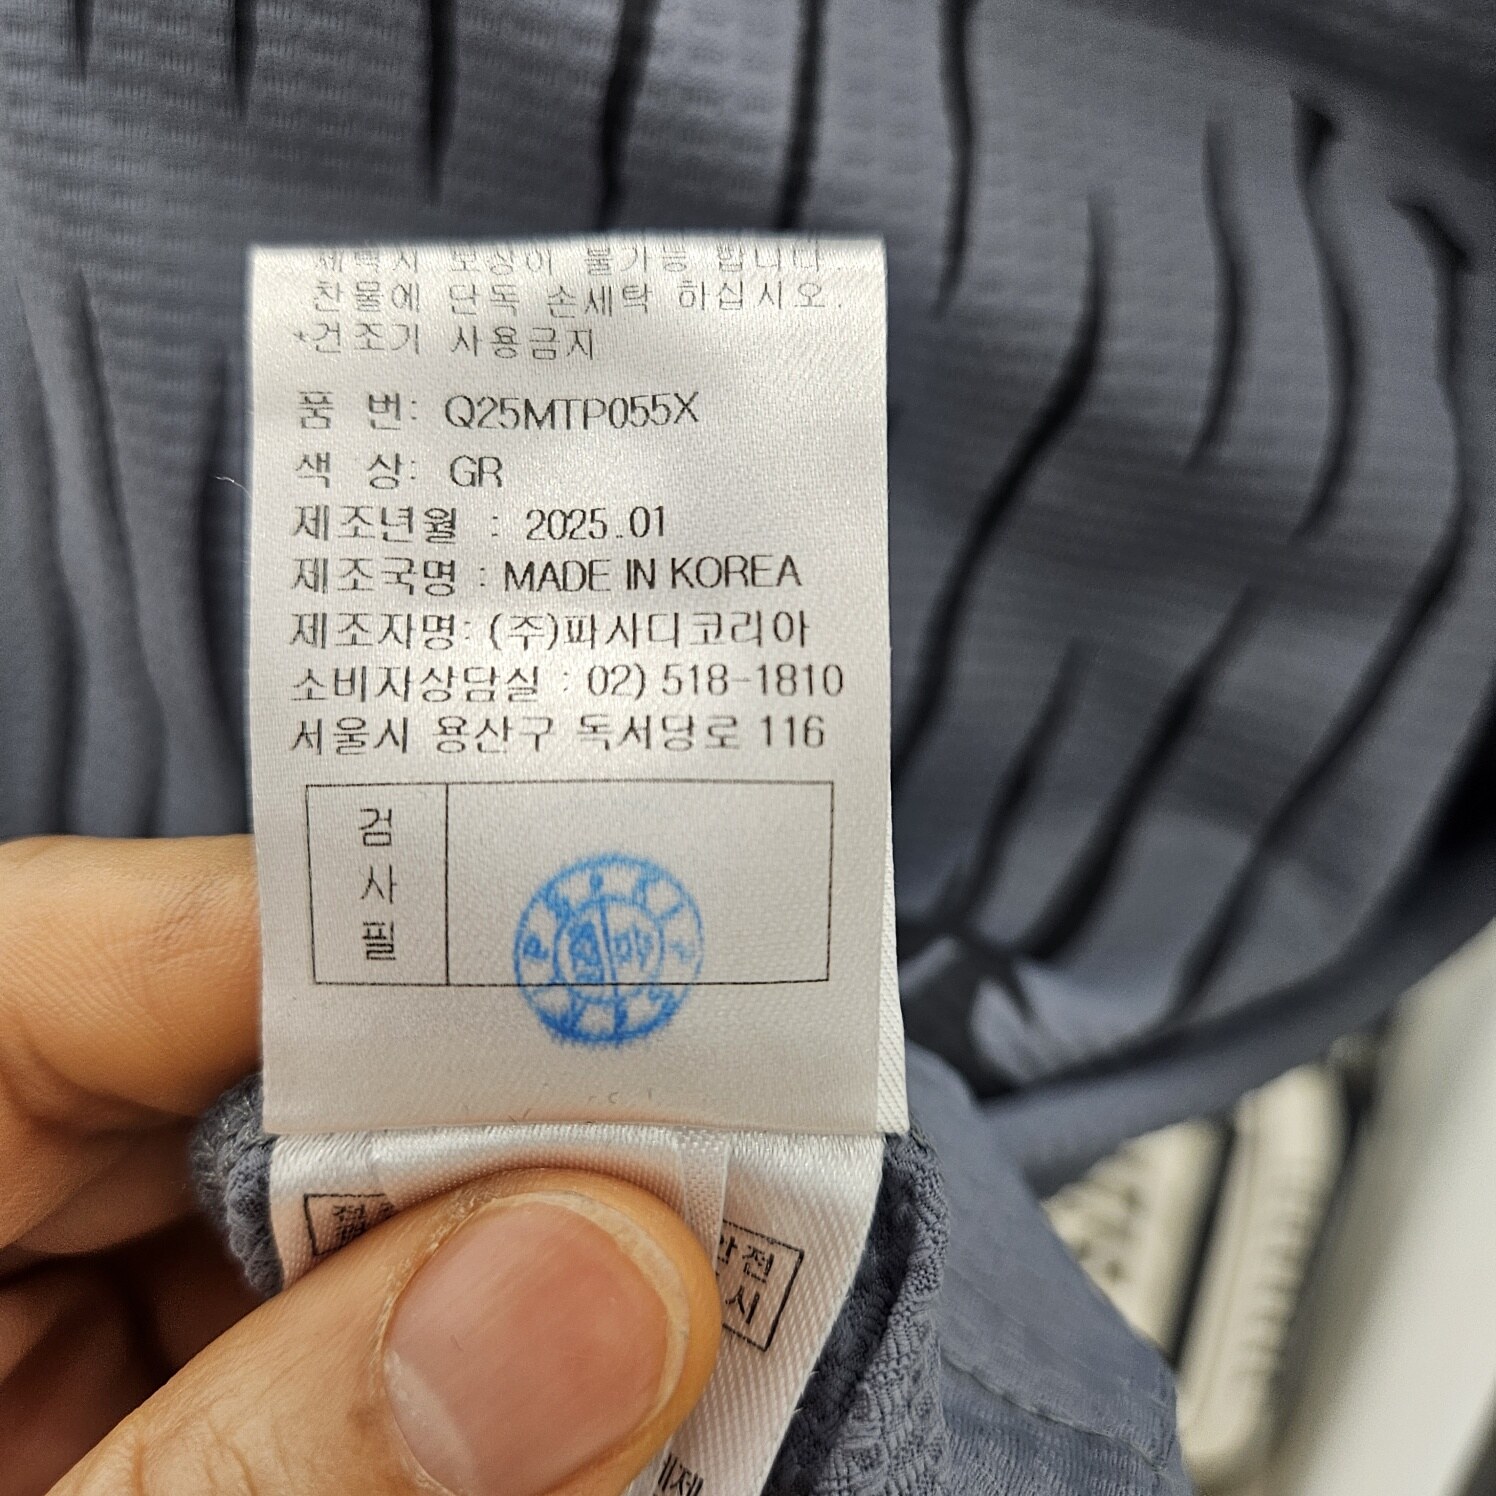 세탁시 보상이 불가능 합니다.
찬물에 단독 손세탁 하십시오.
*건조기 사용금지
품 번: Q25MTP055X
색 상: GR
제조년월 : 2025.01
제조국명 : MADE IN KOREA
제조자명: (주)파사디코리아
소비자상담실 : 02) 518-1810
서울시 용산구 독서당로 116
검
사
필